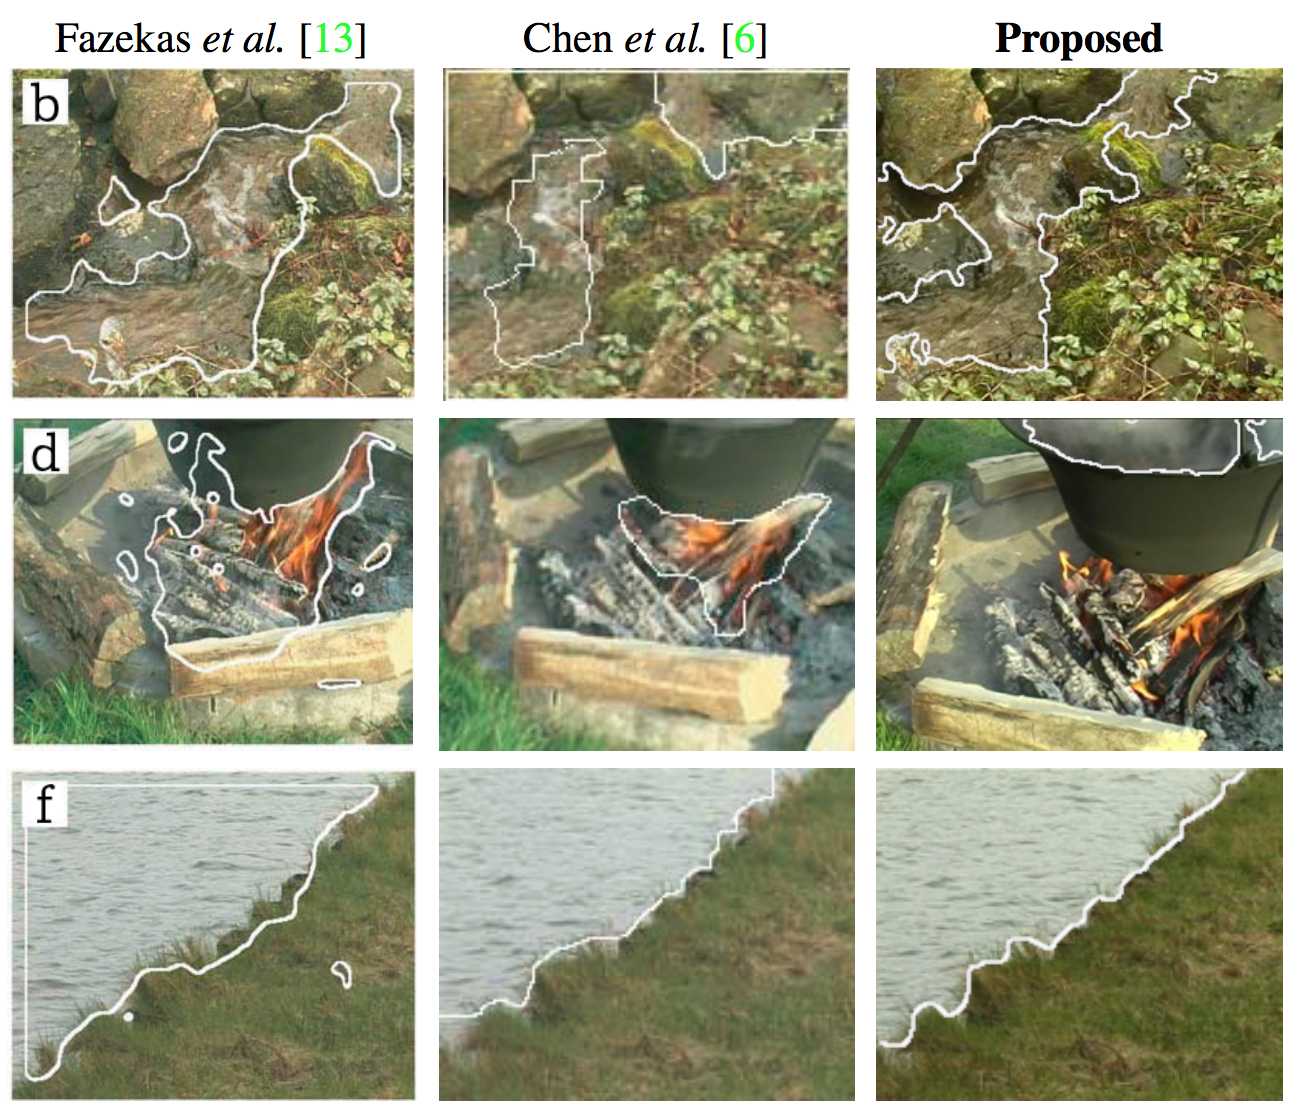 Fazekas et al. [13] Chen et al. [6] Proposed
b
d
f